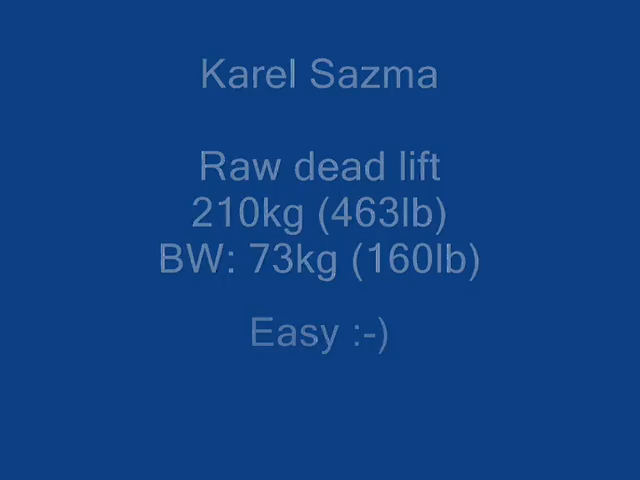 Karel Sazma
Raw dead lift
210kg (463lb)
BW: 73kg (160lb)
Easy :-)